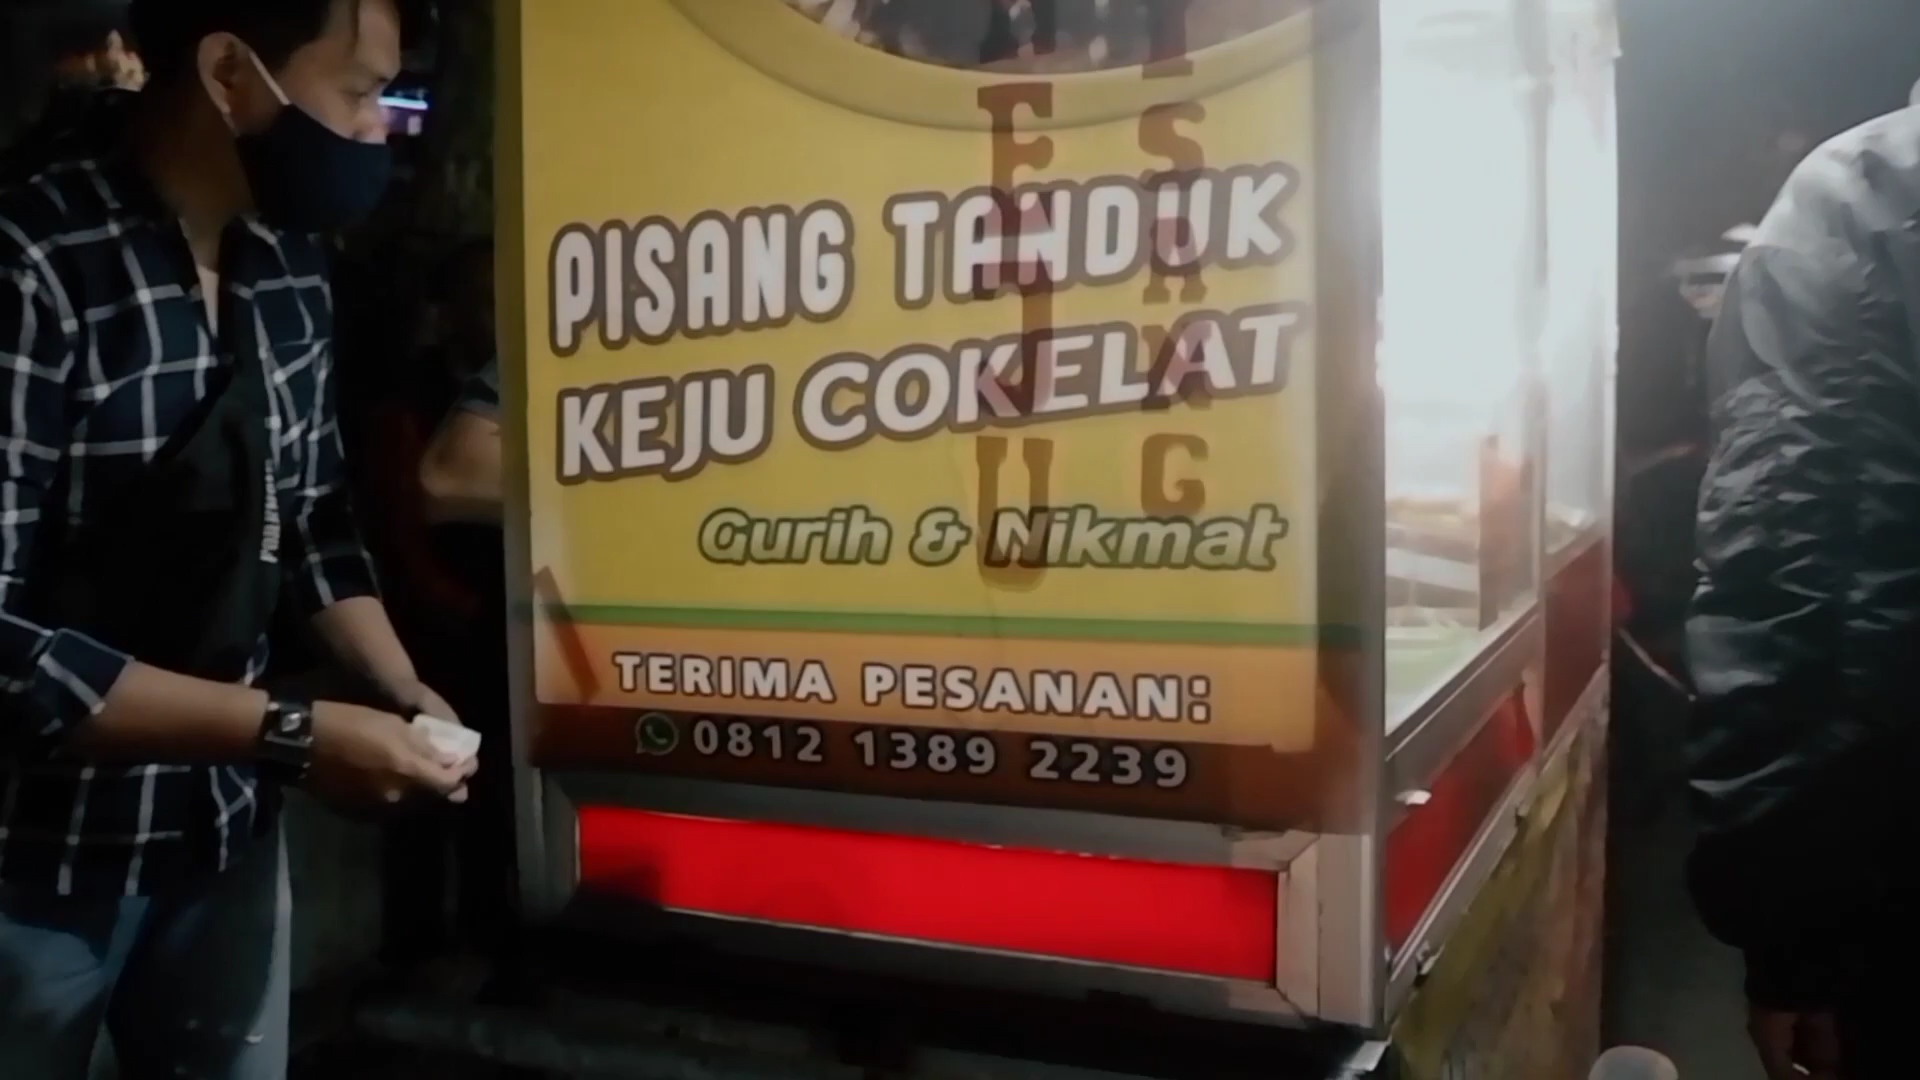 PISANG TANDUK
KEJU COKELAT
Gurih & Nikmat
TERIMA PESANAN:
0812 1389 2239